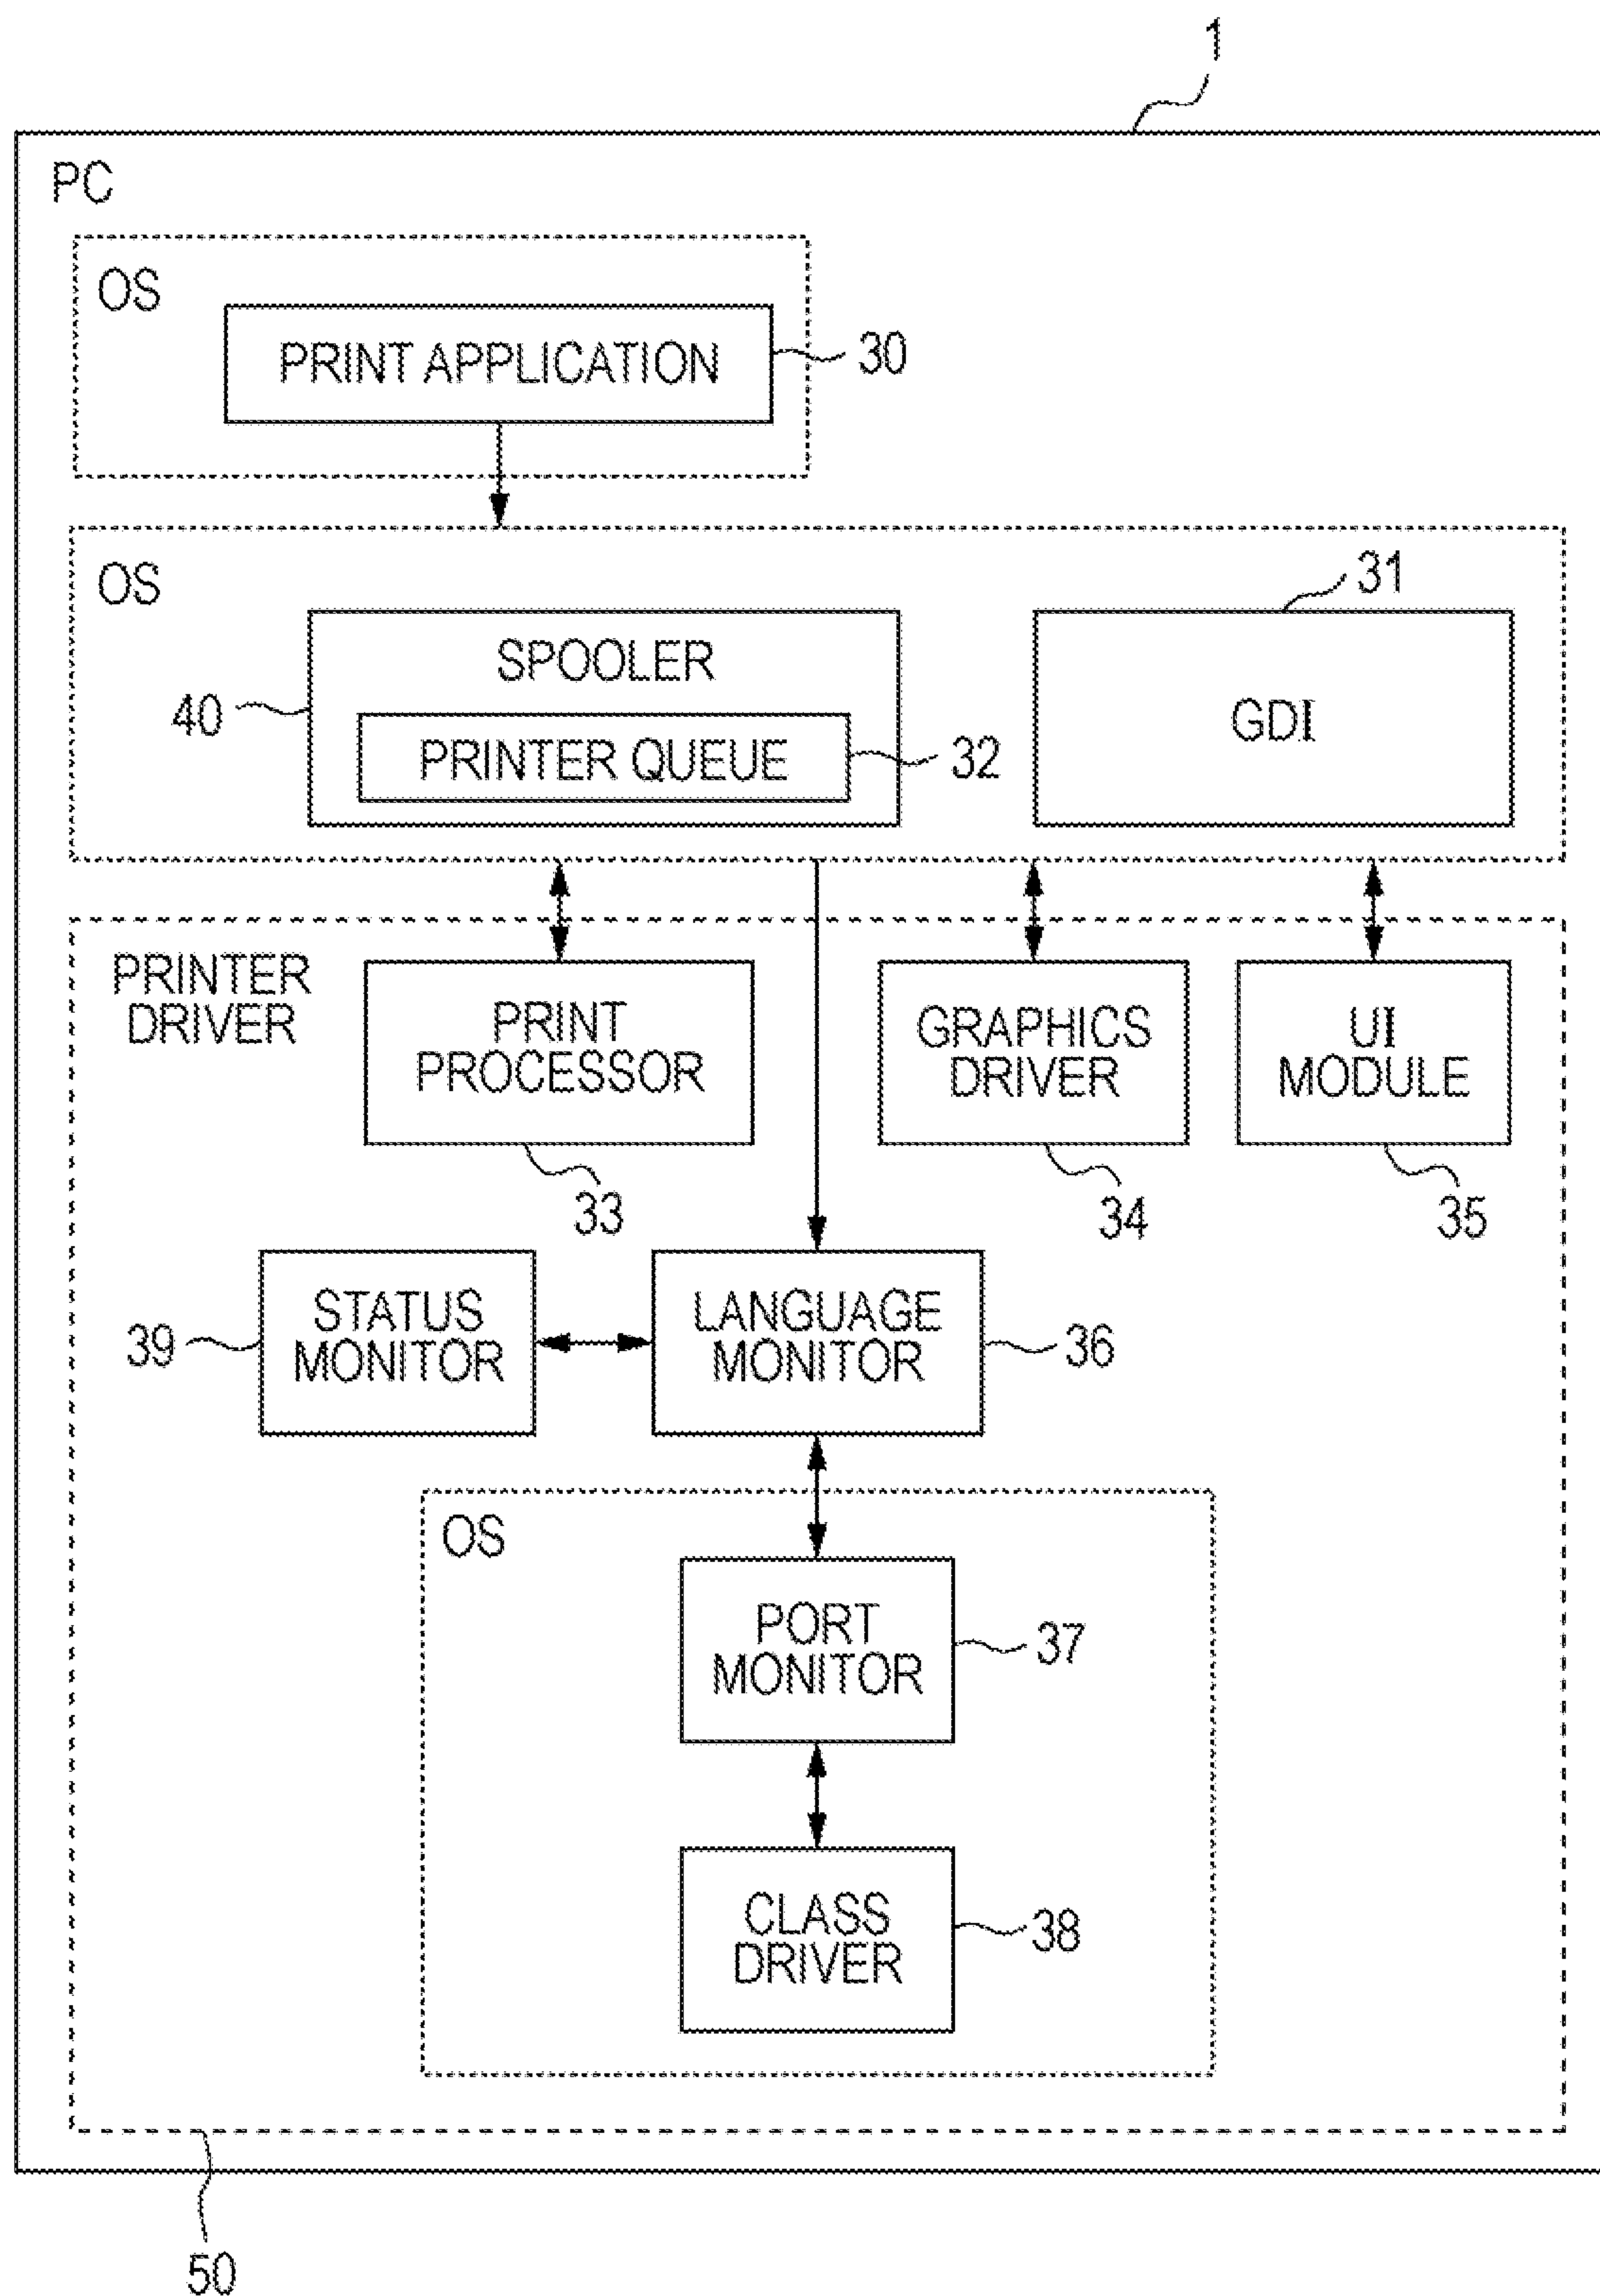 1
PC
OS
PRINT APPLICATION
30
OS
31
SPOOLER
GDI
40
PRINTER QUEUE
32
PRINTER
DRIVER
PRINT
PROCESSOR
GRAPHICS
DRIVER
UI
MODULE
33
34
35
STATUS
MONITOR
39
LANGUAGE
MONITOR
36
OS
PORT
MONITOR
37
CLASS
DRIVER
38
50